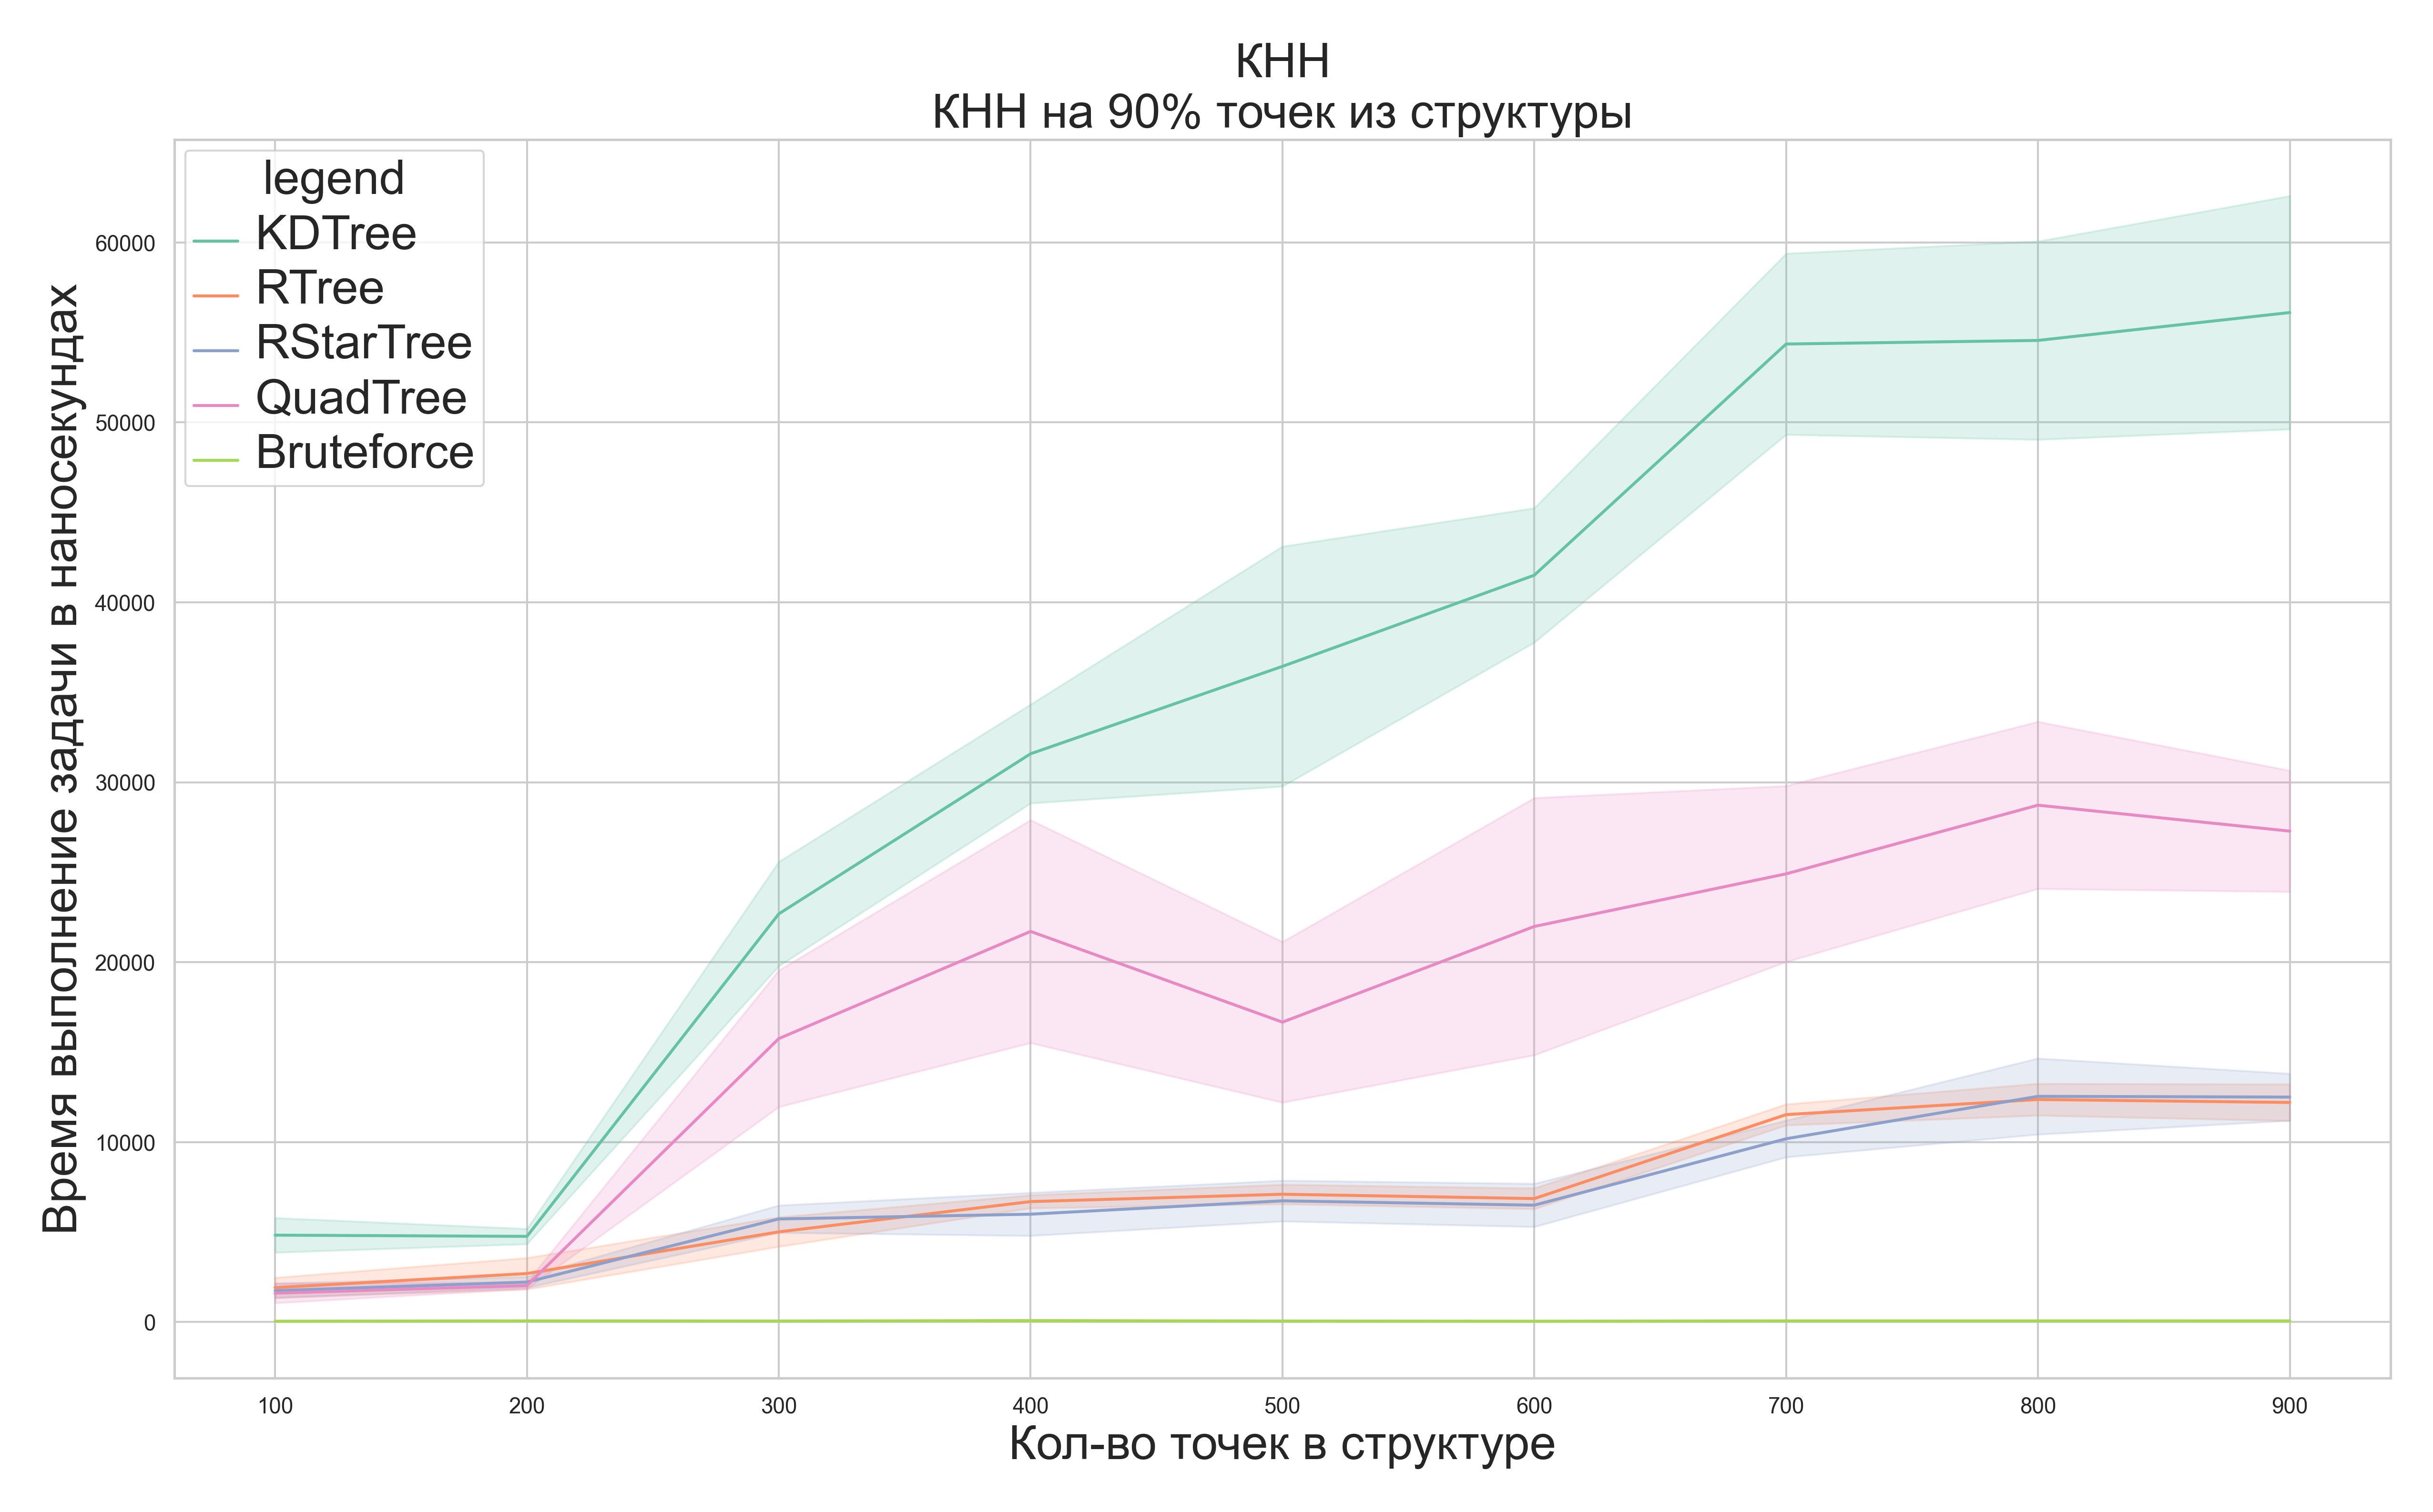 КНН
КНН на 90% точек из структуры
legend
KDTree
RTree
RStarTree
QuadTree
Bruteforce
Время выполнение задачи в наносекундах
60000
50000
40000
30000
20000
10000
0
100 200 300 400 500 600 700 800 900
Кол-во точек в структуре